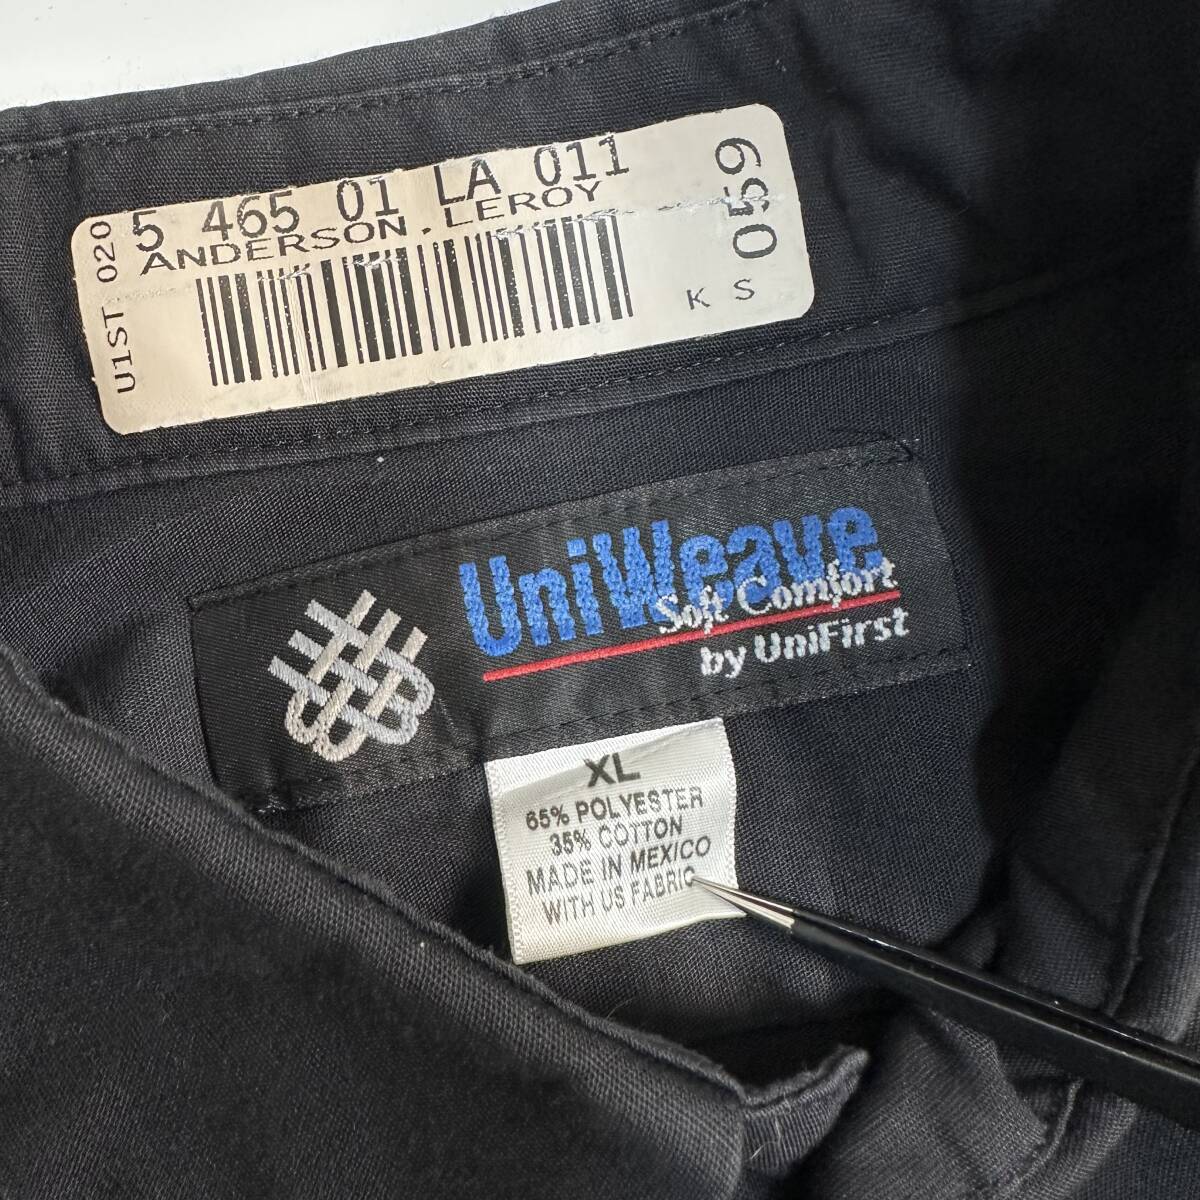 5 465 01 LA 011
ANDERSON, LEROY
U1ST 020
K S
059
UniWeave
Soft Comfort
by UniFirst
XL
65% POLYESTER
35% COTTON
MADE IN MEXICO
WITH US FABRIC